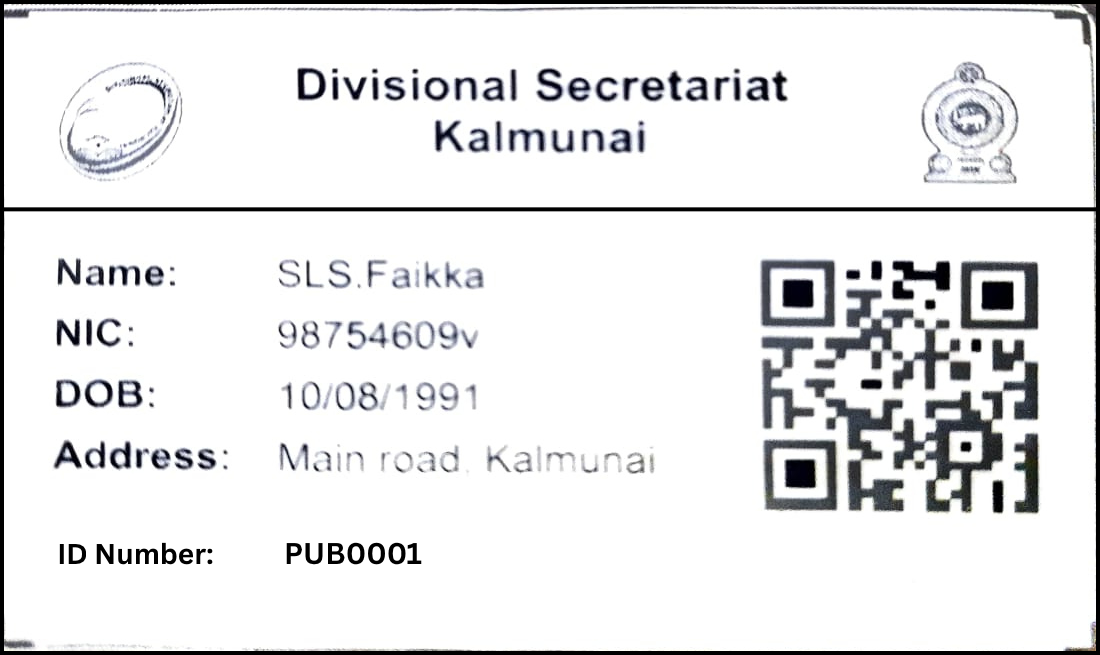 Divisional Secretariat
Kalmunai
Name: SLS.Faikka
NIC: 98754609v
DOB: 10/08/1991
Address: Main road, Kalmunai
ID Number: PUB0001